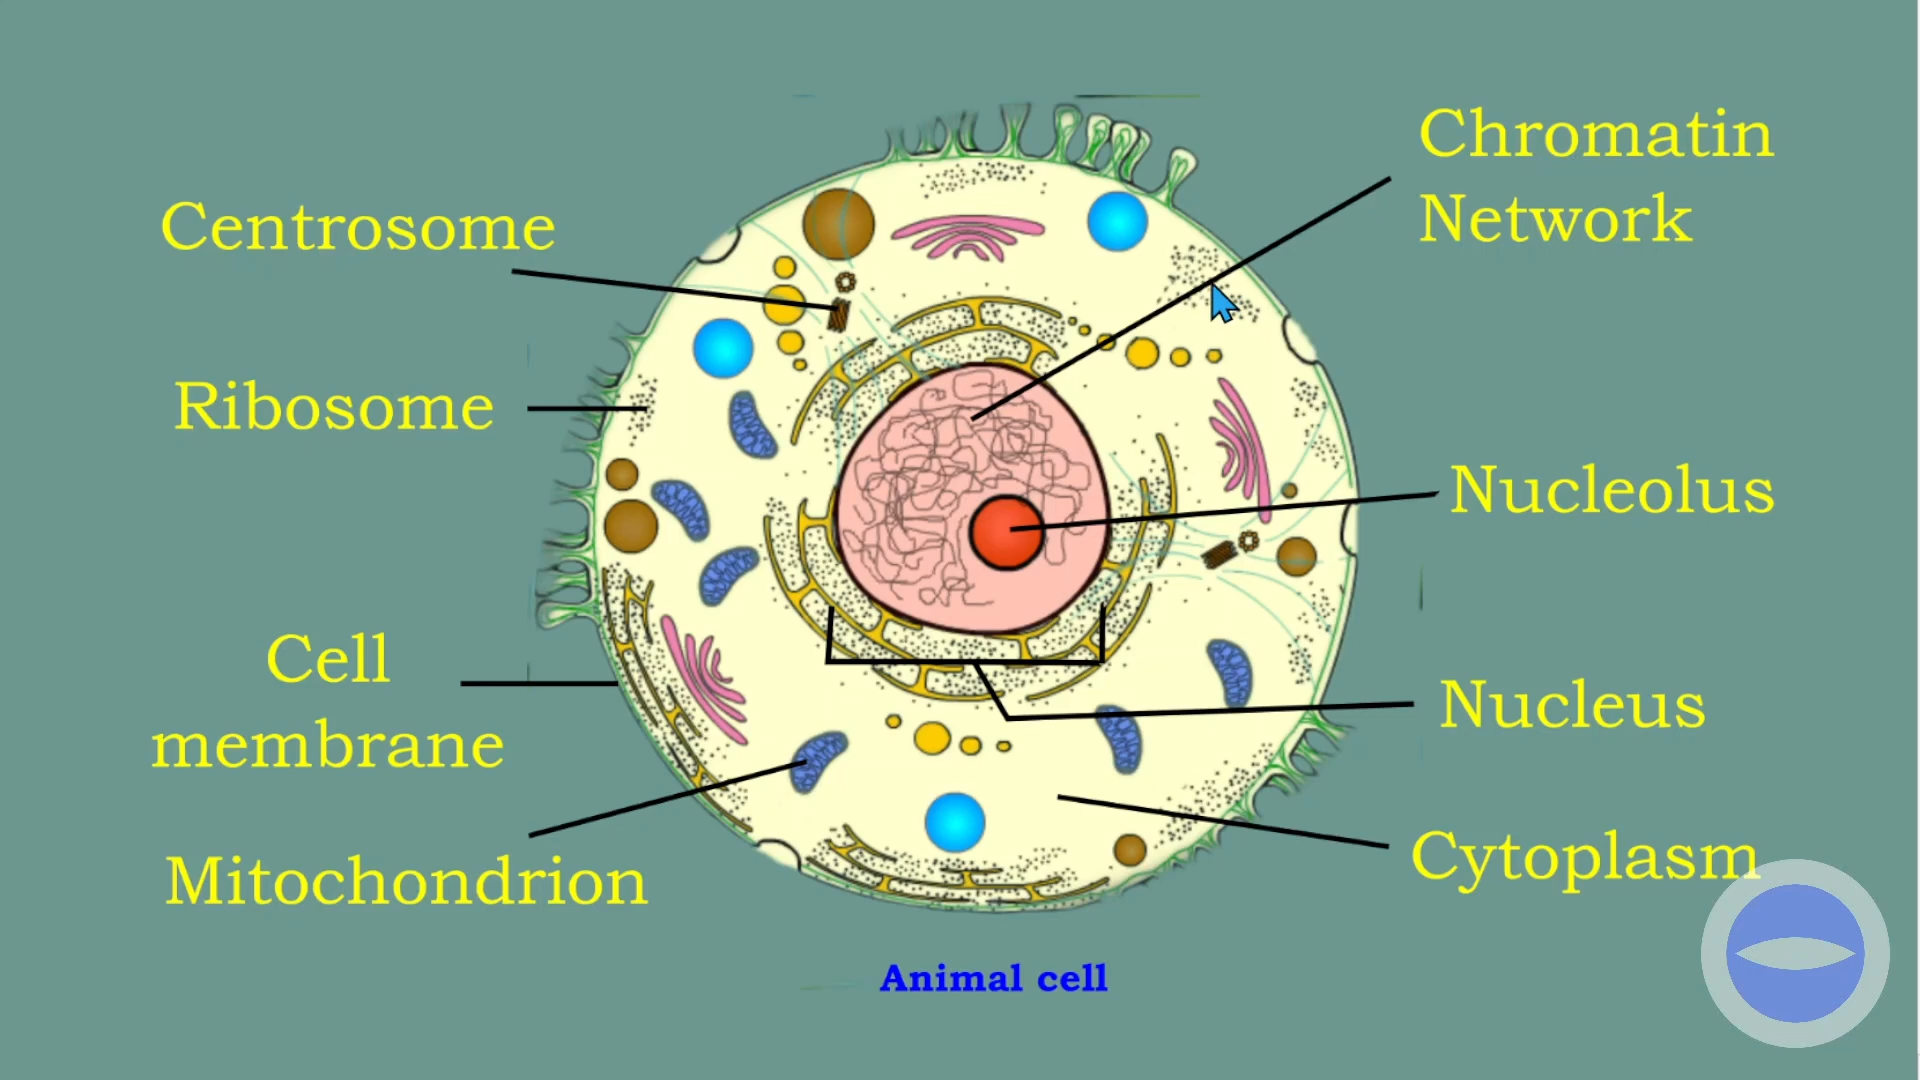 Centrosome
Ribosome
Cell
membrane
Mitochondrion
Chromatin
Network
Nucleolus
Nucleus
Cytoplasm
Animal cell